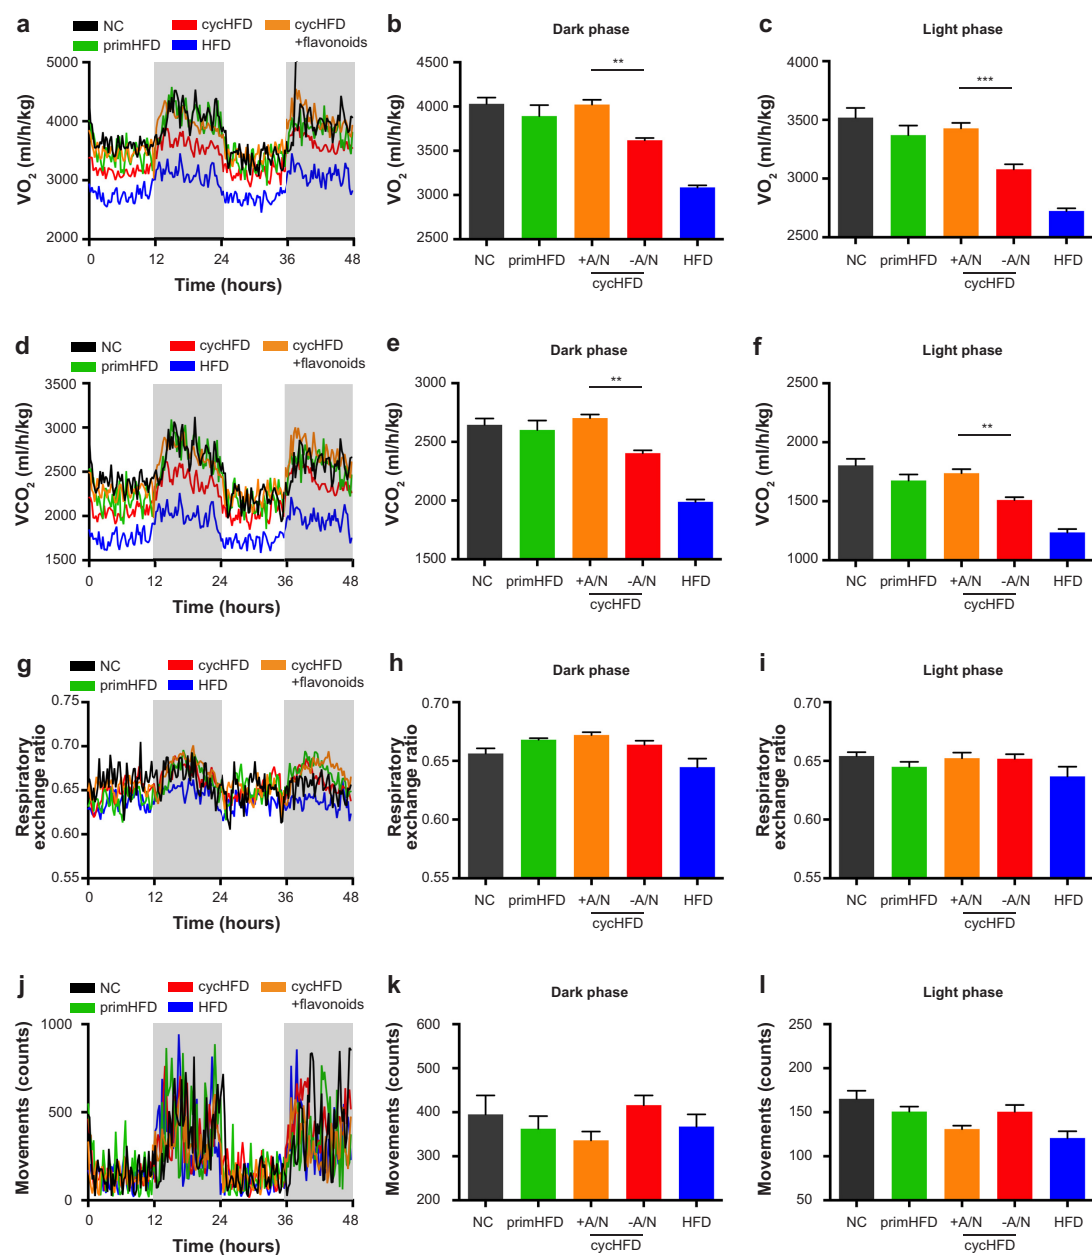 a
NC
cycHFD
cycHFD
+flavonoids
primHFD
HFD
5000
4000
3000
2000
VO2 (ml/h/kg)
0
12
24
36
48
Time (hours)
b
Dark phase
**
4500
4000
3500
3000
2500
VO2 (ml/h/kg)
NC
primHFD
+A/N
-A/N
HFD
cycHFD
c
Light phase
***
4000
3500
3000
2500
VO2 (ml/h/kg)
NC
primHFD
+A/N
-A/N
HFD
cycHFD
d
NC
cycHFD
cycHFD
+flavonoids
primHFD
HFD
3500
3000
2500
2000
1500
VCO2 (ml/h/kg)
0
12
24
36
48
Time (hours)
e
Dark phase
**
3000
2500
2000
1500
VCO2 (ml/h/kg)
NC
primHFD
+A/N
-A/N
HFD
cycHFD
f
Light phase
**
2500
2000
1500
1000
VCO2 (ml/h/kg)
NC
primHFD
+A/N
-A/N
HFD
cycHFD
g
NC
cycHFD
cycHFD
+flavonoids
primHFD
HFD
0.75
0.70
0.65
0.60
0.55
Respiratory
exchange ratio
0
12
24
36
48
Time (hours)
h
Dark phase
0.75
0.70
0.65
0.60
0.55
Respiratory
exchange ratio
NC
primHFD
+A/N
-A/N
HFD
cycHFD
i
Light phase
0.75
0.70
0.65
0.60
0.55
Respiratory
exchange ratio
NC
primHFD
+A/N
-A/N
HFD
cycHFD
j
NC
cycHFD
cycHFD
+flavonoids
primHFD
HFD
1000
500
0
Movements (counts)
0
12
24
36
48
Time (hours)
k
Dark phase
600
500
400
300
200
Movements (counts)
NC
primHFD
+A/N
-A/N
HFD
cycHFD
l
Light phase
250
200
150
100
50
Movements (counts)
NC
primHFD
+A/N
-A/N
HFD
cycHFD